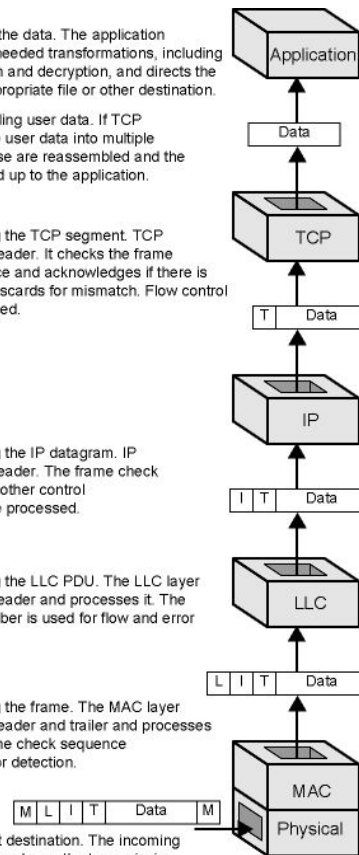 the data. The application
needed transformations, including
n and decryption, and directs the
propriate file or other destination.
Application
ling user data. If TCP
user data into multiple
se are reassembled and the
d up to the application.
Data
g the TCP segment. TCP
eader. It checks the frame
ce and acknowledges if there is
scards for mismatch. Flow control
ed.
TCP
T Data
IP
g the IP datagram. IP
eader. The frame check
other control
e processed.
I T Data
g the LLC PDU. The LLC layer
eader and processes it. The
ber is used for flow and error
LLC
L I T Data
g the frame. The MAC layer
eader and trailer and processes
me check sequence
or detection.
MAC
M L I T Data M
Physical
t destination. The incoming